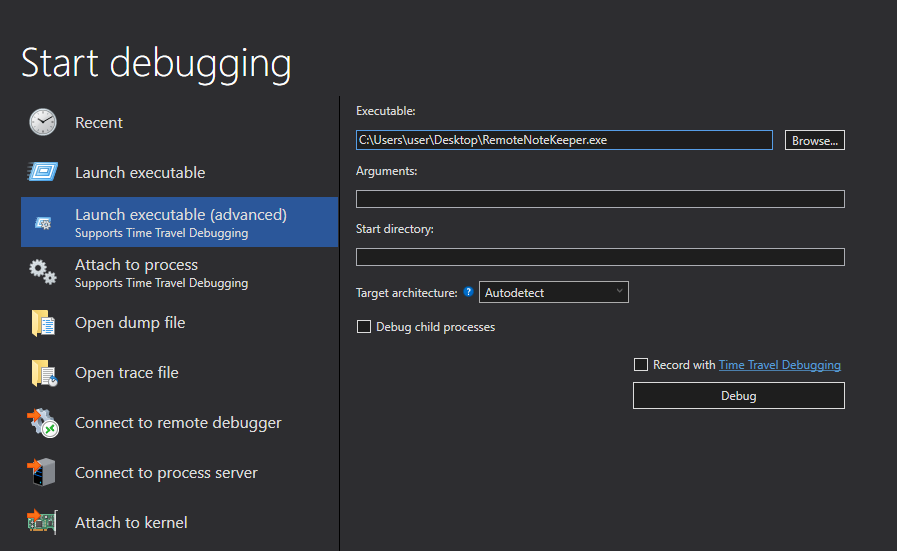 Start debugging
Recent
Launch executable
Launch executable (advanced)
Supports Time Travel Debugging
Attach to process
Supports Time Travel Debugging
Open dump file
Open trace file
Connect to remote debugger
Connect to process server
Attach to kernel
Executable:
C:\Users\user\Desktop\RemoteNoteKeeper.exe
Browse...
Arguments:
Start directory:
Target architecture: ? Autodetect
Debug child processes
Record with Time Travel Debugging
Debug